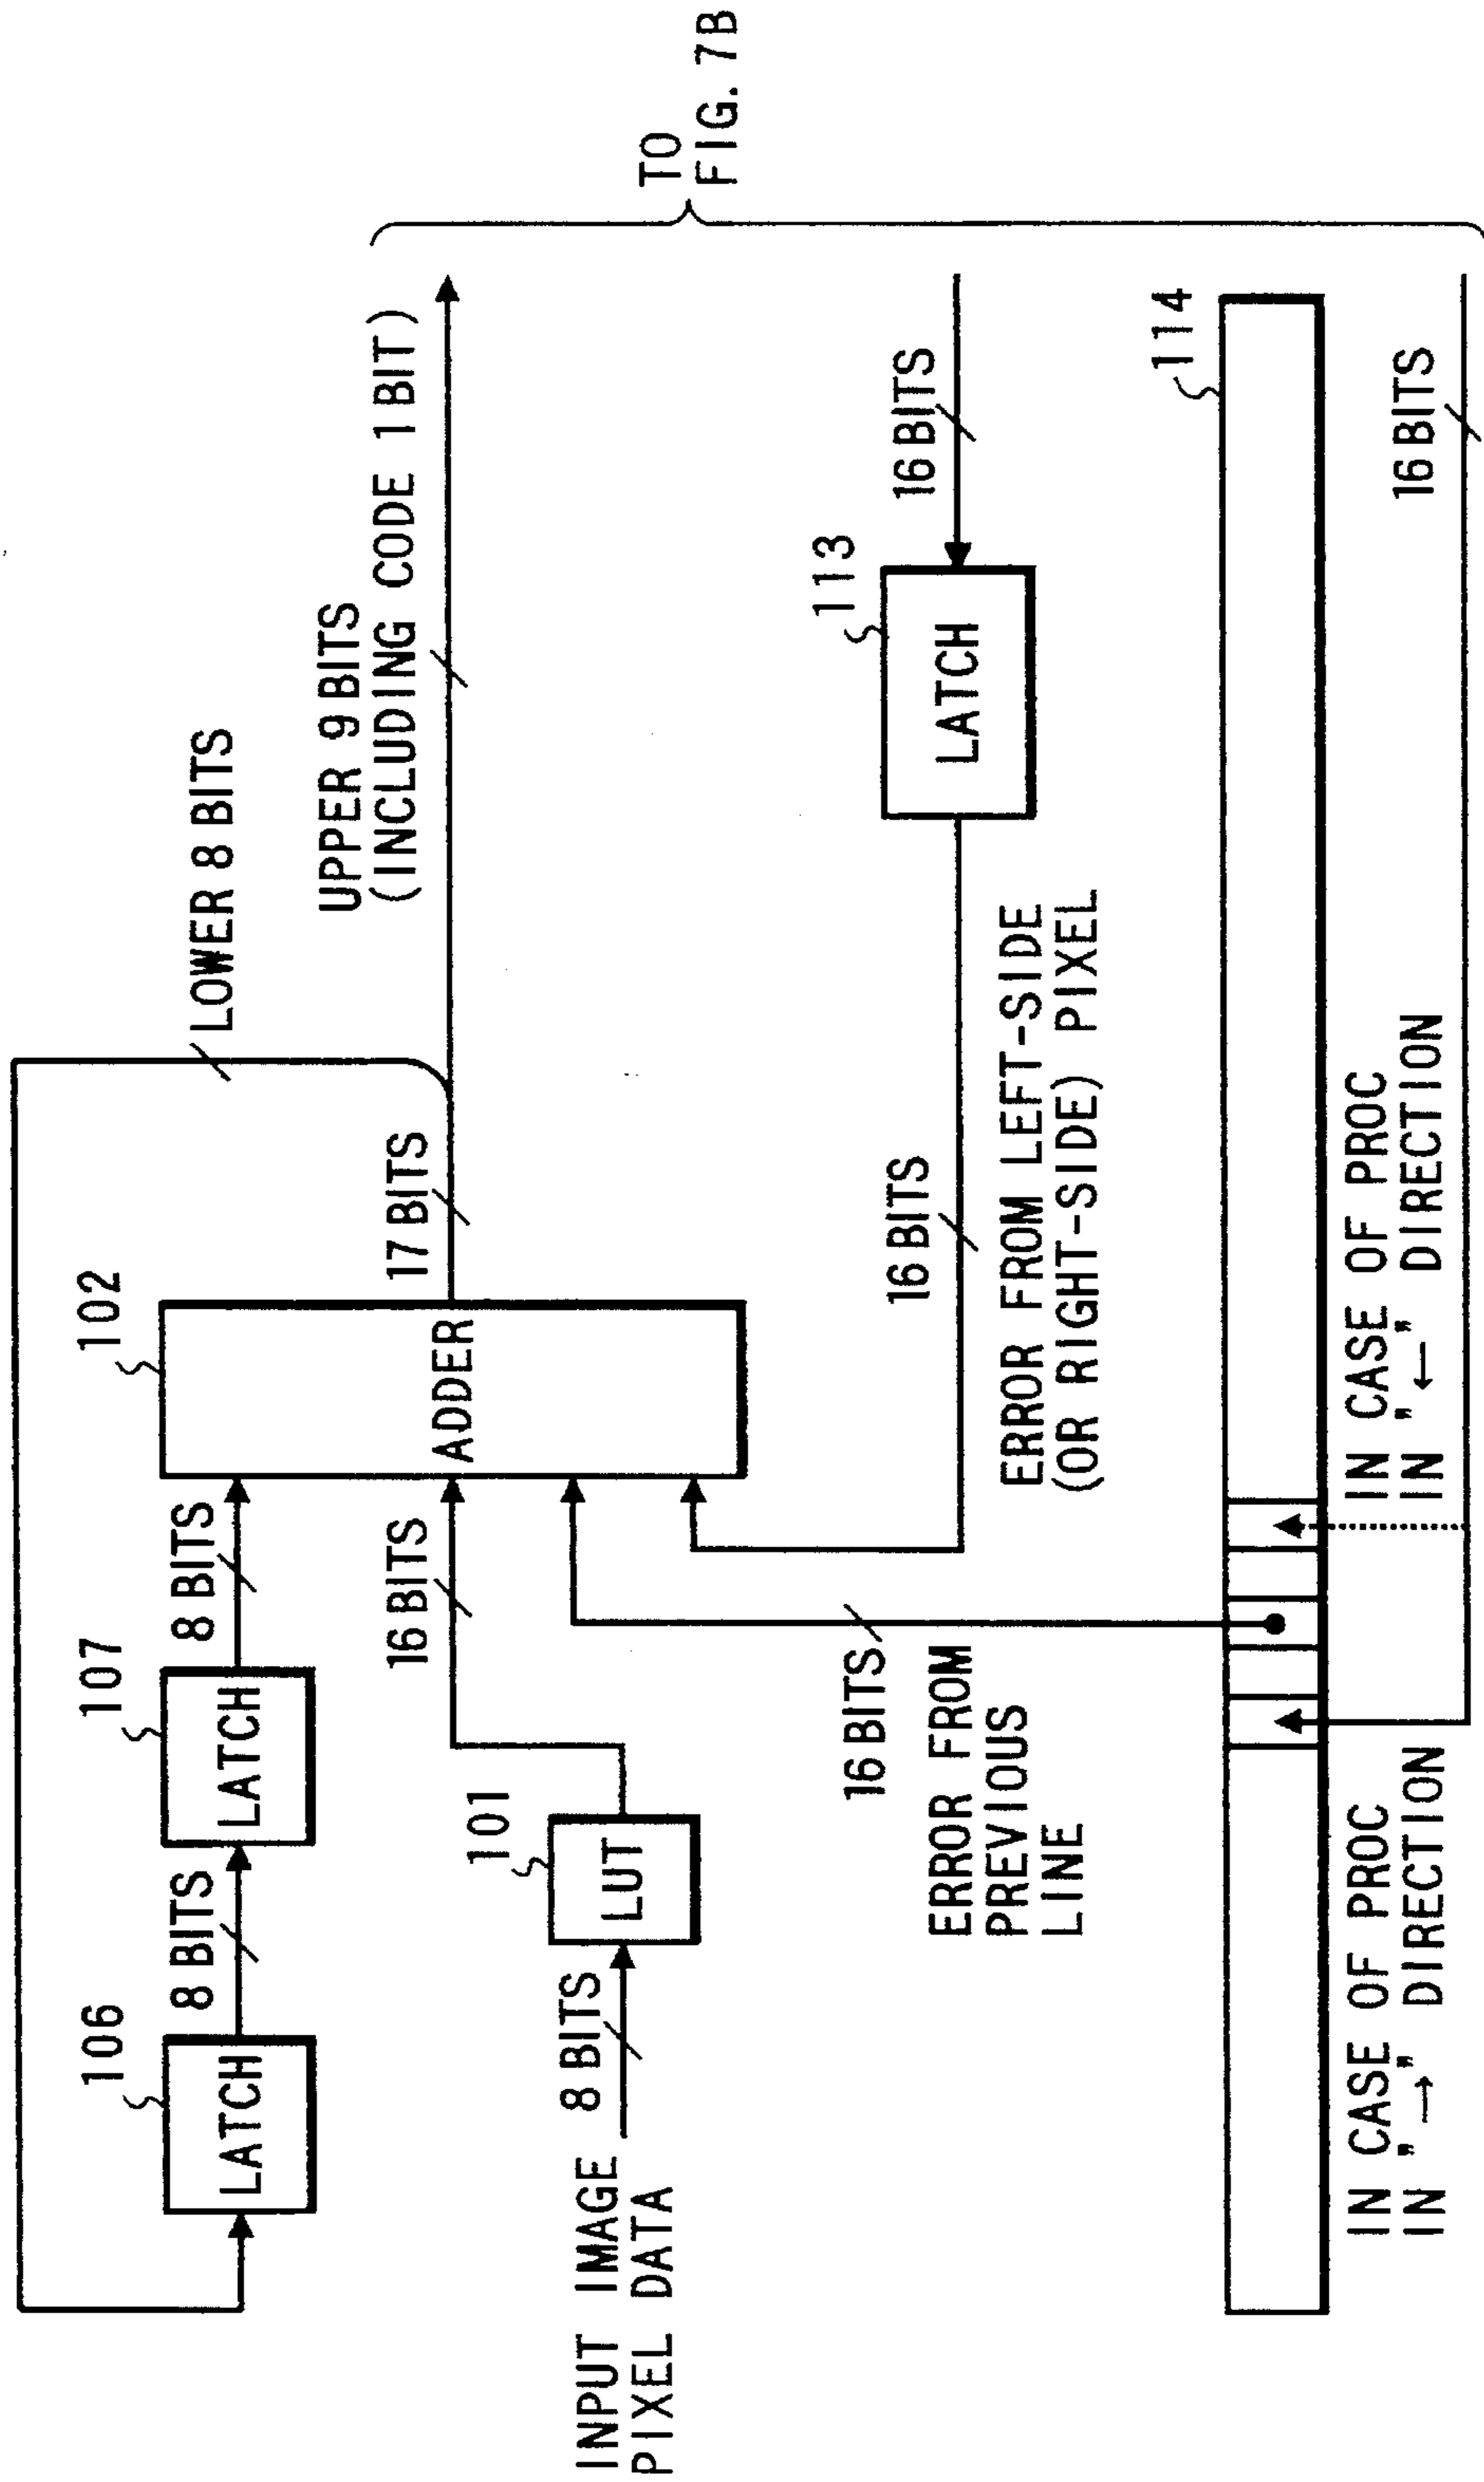 LOWER 8 BITS
106
LATCH
8 BITS
107
LATCH
8 BITS
102
ADDER
17 BITS
UPPER 9 BITS
(INCLUDING CODE 1 BIT)
TO
FIG. 7B
INPUT IMAGE
PIXEL DATA
8 BITS
101
LUT
16 BITS
16 BITS
113
LATCH
16 BITS
ERROR FROM LEFT-SIDE
(OR RIGHT-SIDE) PIXEL
16 BITS
ERROR FROM
PREVIOUS
LINE
114
16 BITS
IN CASE OF PROC
IN "→" DIRECTION
IN CASE OF PROC
IN "←" DIRECTION